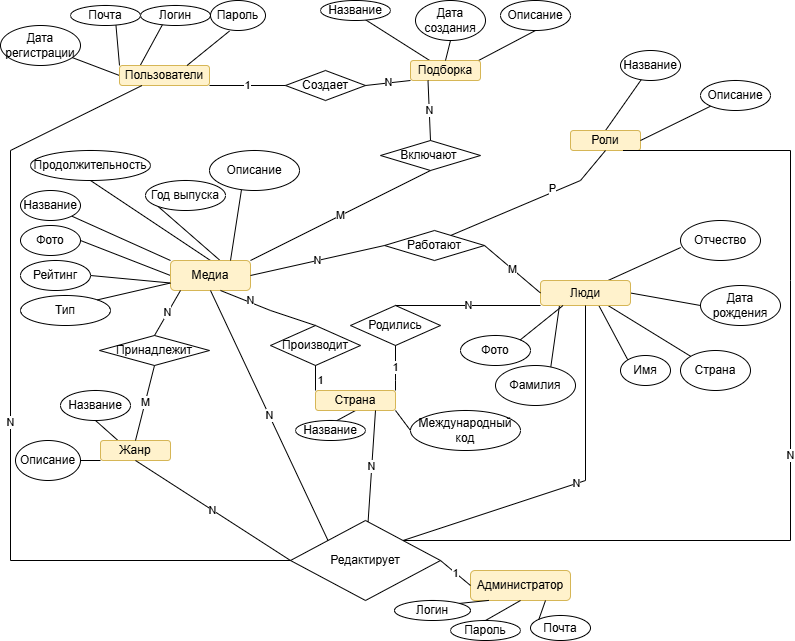 Почта
Логин
Пароль
Название
Дата
создания
Описание
Дата
регистрации
Пользователи
1
Создает
N
Подборка
Название
Описание
N
Роли
Включают
Продолжительность
Описание
Год выпуска
Название
P
M
Фото
N
Работают
Отчество
Рейтинг
Медиа
M
Люди
Тип
N
N
N
Дата
рождения
Родились
Производит
Принадлежит
Фото
1
1
Фамилия
Имя
Страна
Название
M
Страна
N
N
Название
Международный
код
Жанр
Описание
N
N
N
N
Редактирует
1
Администратор
Логин
Пароль
Почта